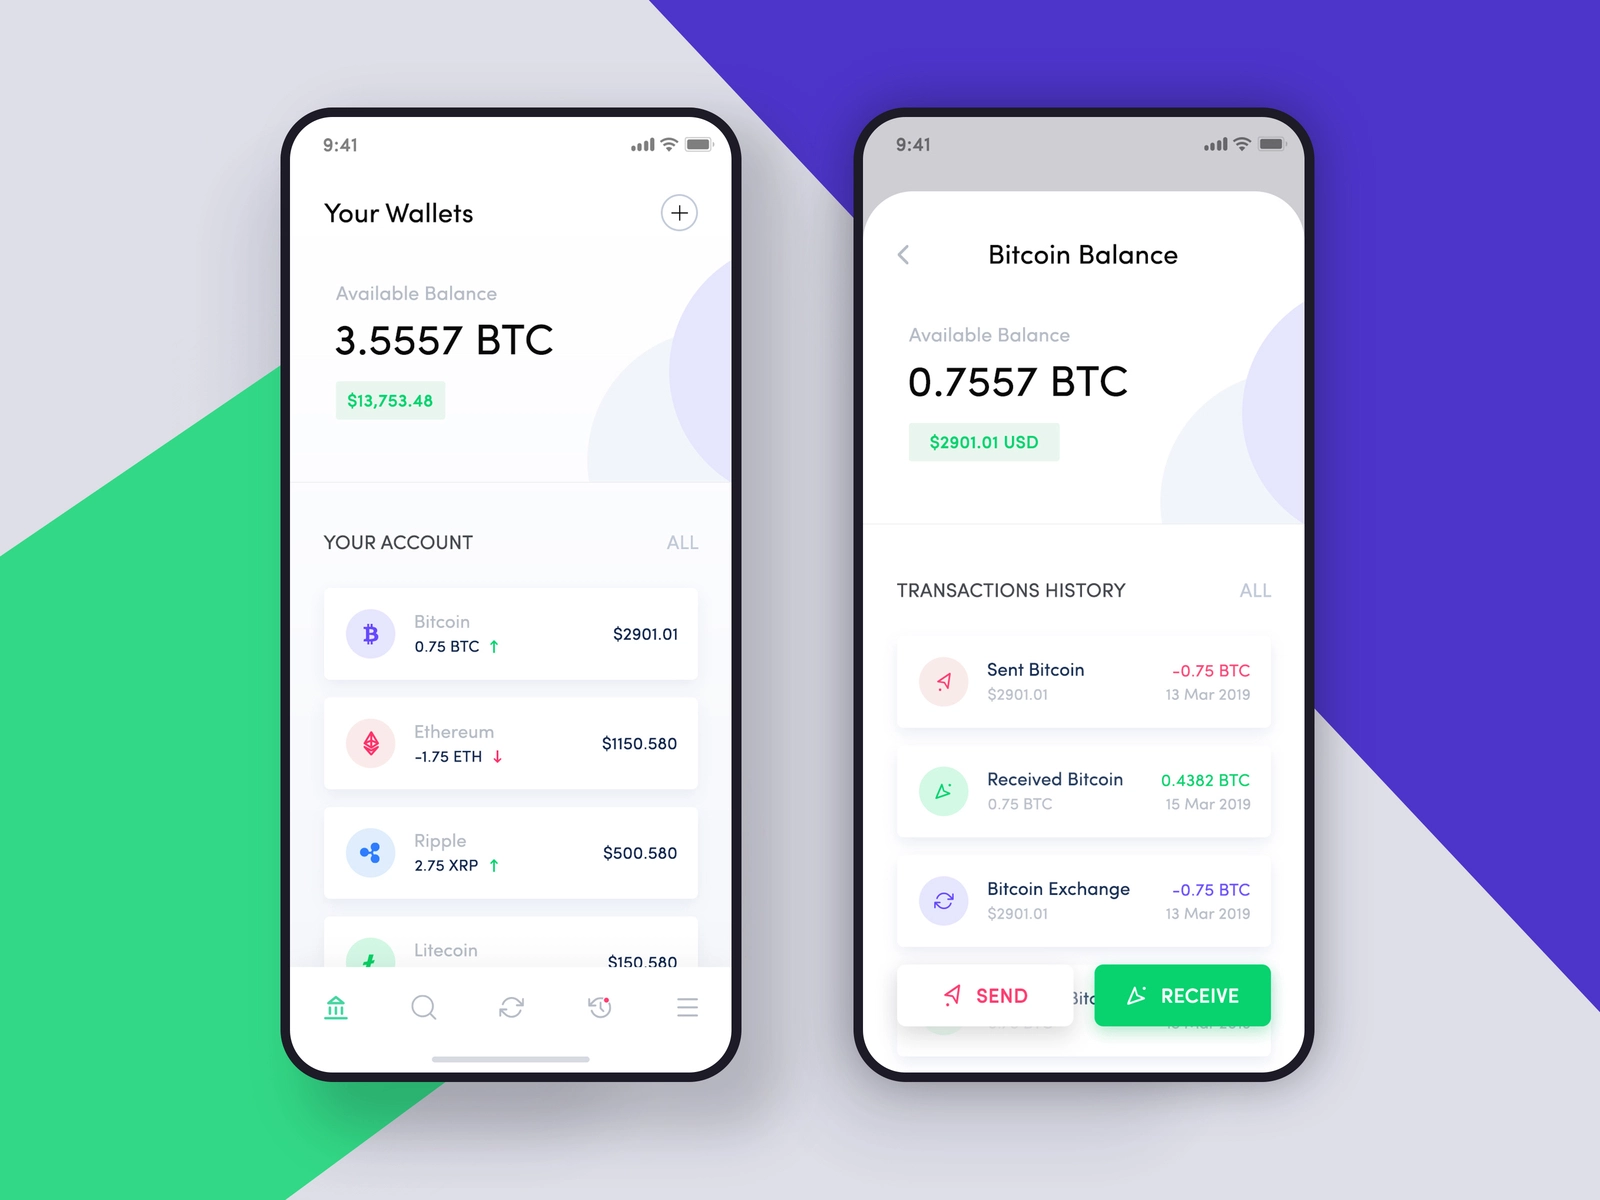 9:41
Your Wallets
Available Balance
3.5557 BTC
$13,753.48
YOUR ACCOUNT ALL
Bitcoin
0.75 BTC
$2901.01
Ethereum
-1.75 ETH
$1150.580
Ripple
2.75 XRP
$500.580
Litecoin
$150.580
9:41
Bitcoin Balance
Available Balance
0.7557 BTC
$2901.01 USD
TRANSACTIONS HISTORY ALL
Sent Bitcoin -0.75 BTC
$2901.01 13 Mar 2019
Received Bitcoin 0.4382 BTC
0.75 BTC 15 Mar 2019
Bitcoin Exchange -0.75 BTC
$2901.01 13 Mar 2019
SEND RECEIVE